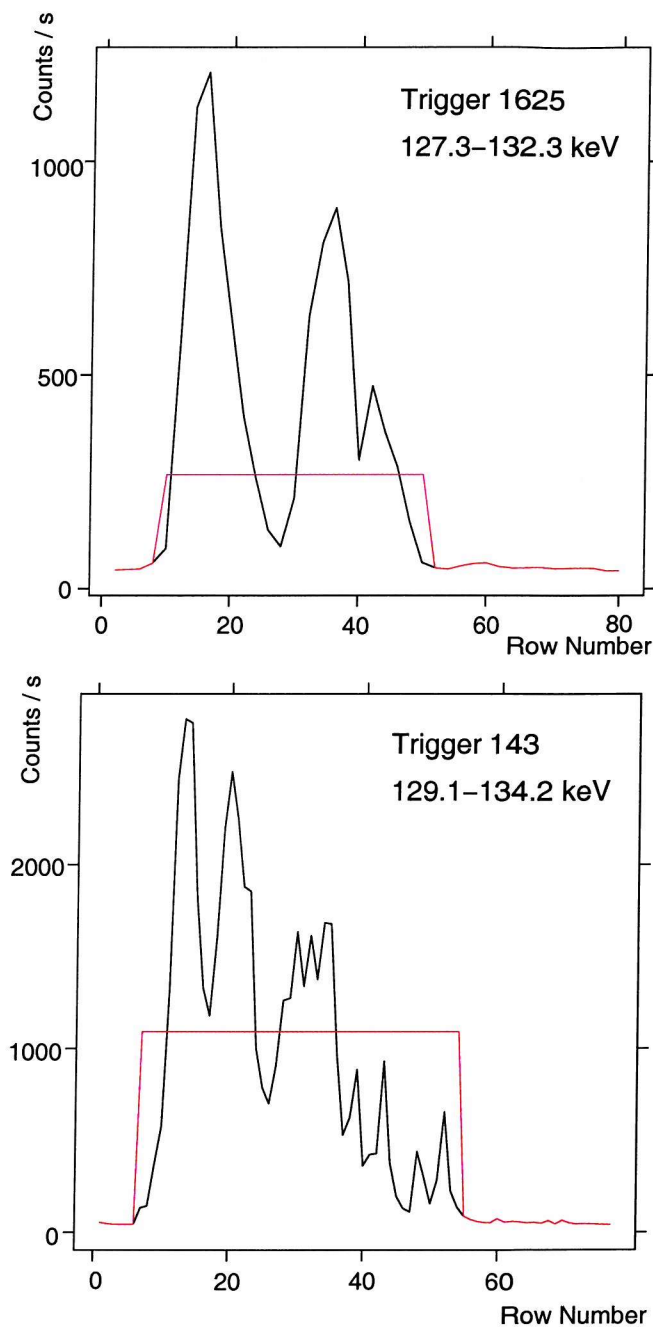 Counts / s
Trigger 1625
127.3–132.3 keV
1000
500
0
0 20 40 60 80
Row Number
Counts / s
Trigger 143
129.1–134.2 keV
2000
1000
0
0 20 40 60
Row Number